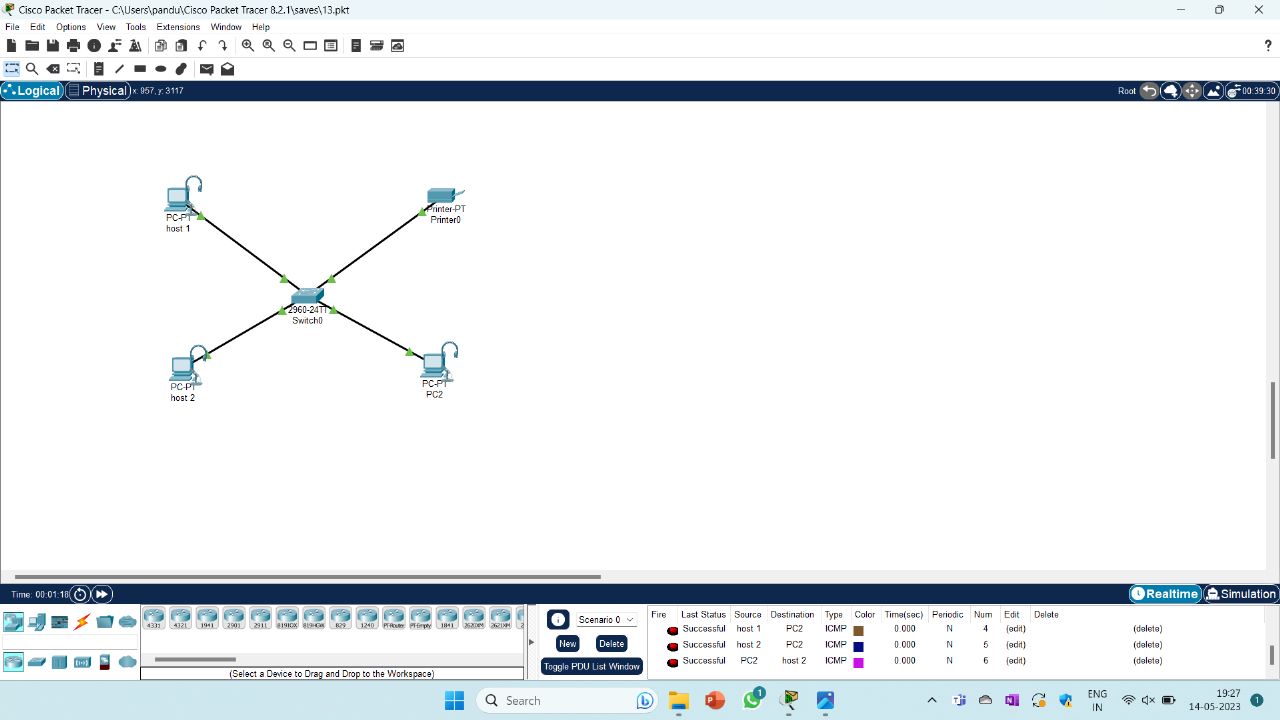 Cisco Packet Tracer - C:\Users\pandu\Cisco Packet Tracer 8.2.1\saves\13.pkt
File Edit Options View Tools Extensions Window Help
Logical Physical x: 957, y: 3117 Root 00:39:30
PC-PT
host 1
Printer-PT
Printer0
2960-24TT
Switch0
PC-PT
host 2
PC-PT
PC2
Time: 00:01:18 Realtime Simulation
4331 4321 1941 2901 2911 819IOX 819HGW 829 1240 PT-Router PT-Empty 1841 2620XM 2621XM
(Select a Device to Drag and Drop to the Workspace)
Scenario 0
New Delete
Toggle PDU List Window
Fire Last Status Source Destination Type Color Time(sec) Periodic Num Edit Delete
Successful host 1 PC2 ICMP 0.000 N 4 (edit) (delete)
Successful host 2 PC2 ICMP 0.000 N 5 (edit) (delete)
Successful PC2 host ICMP 0.000 N 6 (edit) (delete)
Search
1
ENG
IN
19:27
14-05-2023
1